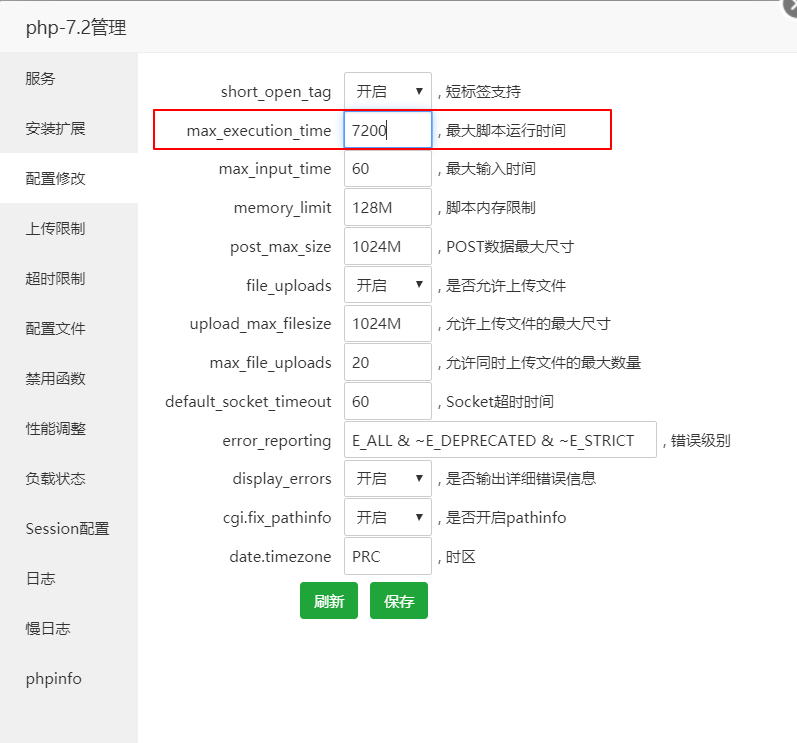 php-7.2管理
服务
安装扩展
配置修改
上传限制
超时限制
配置文件
禁用函数
性能调整
负载状态
Session配置
日志
慢日志
phpinfo
short_open_tag 开启 , 短标签支持
max_execution_time 7200 , 最大脚本运行时间
max_input_time 60 , 最大输入时间
memory_limit 128M , 脚本内存限制
post_max_size 1024M , POST数据最大尺寸
file_uploads 开启 , 是否允许上传文件
upload_max_filesize 1024M , 允许上传文件的最大尺寸
max_file_uploads 20 , 允许同时上传文件的最大数量
default_socket_timeout 60 , Socket超时时间
error_reporting E_ALL & ~E_DEPRECATED & ~E_STRICT , 错误级别
display_errors 开启 , 是否输出详细错误信息
cgi.fix_pathinfo 开启 , 是否开启pathinfo
date.timezone PRC , 时区
刷新 保存